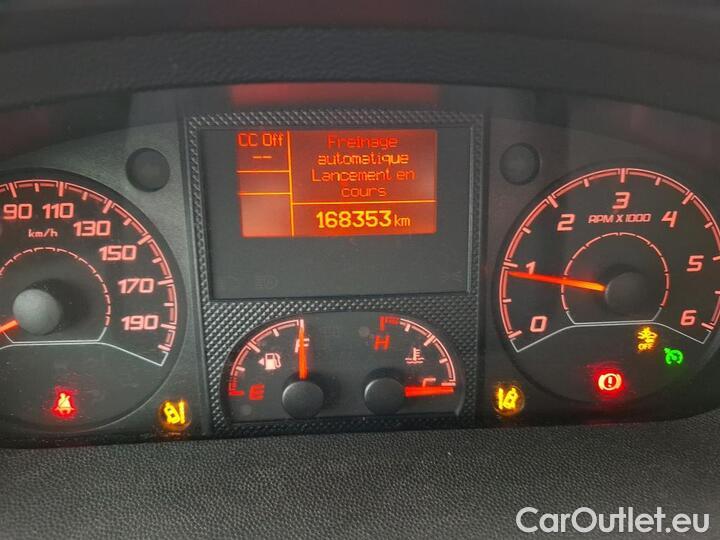 CC Off
--
Freinage
automatique
Lancement en
cours
168353 km
90 110 130 150 170 190
km/h
0 1 2 3 4 5 6
RPM X 1000
F
E
H
C
OFF
CarOutlet.eu